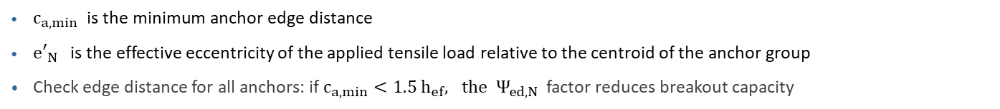 • c_a,min is the minimum anchor edge distance
• e′_N is the effective eccentricity of the applied tensile load relative to the centroid of the anchor group
• Check edge distance for all anchors: if c_a,min < 1.5 h_ef, the Ψ_ed,N factor reduces breakout capacity